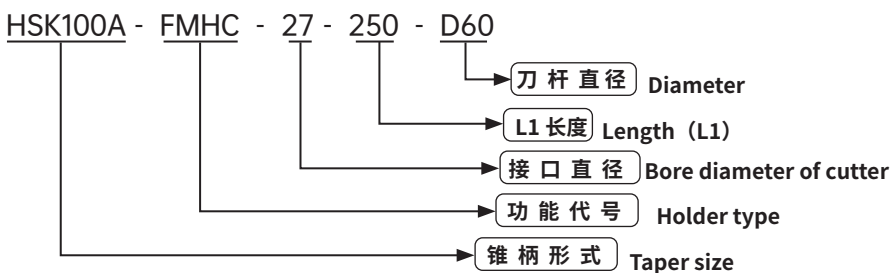 HSK100A - FMHC - 27 - 250 - D60
刀杆直径 Diameter
L1 长度 Length（L1）
接口直径 Bore diameter of cutter
功能代号 Holder type
锥柄形式 Taper size